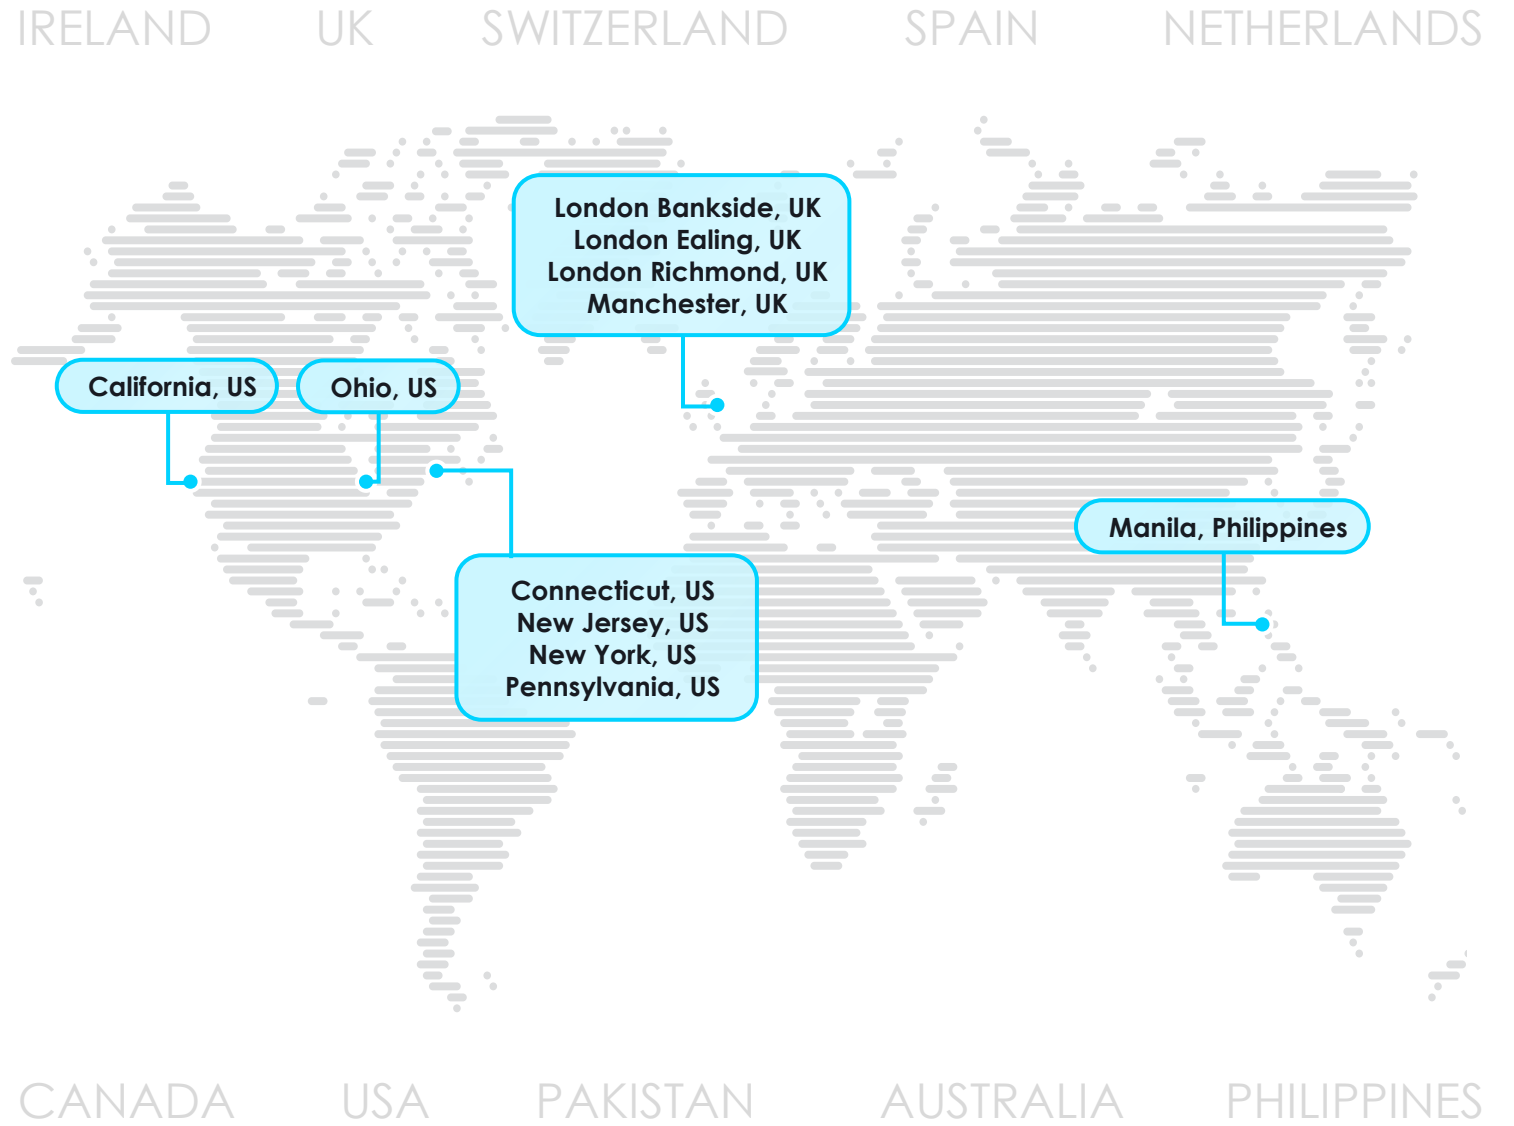 IRELAND UK SWITZERLAND SPAIN NETHERLANDS
London Bankside, UK
London Ealing, UK
London Richmond, UK
Manchester, UK
California, US
Ohio, US
Manila, Philippines
Connecticut, US
New Jersey, US
New York, US
Pennsylvania, US
CANADA USA PAKISTAN AUSTRALIA PHILIPPINES